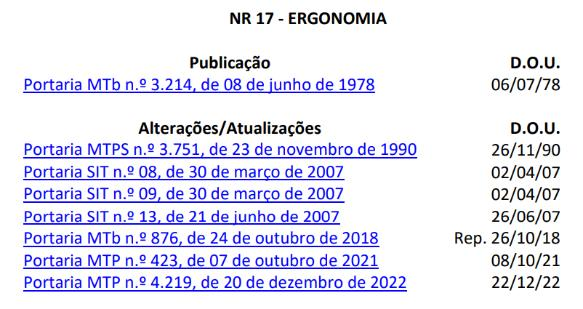 NR 17 - ERGONOMIA
Publicação D.O.U.
Portaria MTb n.º 3.214, de 08 de junho de 1978 06/07/78
Alterações/Atualizações D.O.U.
Portaria MTPS n.º 3.751, de 23 de novembro de 1990 26/11/90
Portaria SIT n.º 08, de 30 de março de 2007 02/04/07
Portaria SIT n.º 09, de 30 de março de 2007 02/04/07
Portaria SIT n.º 13, de 21 de junho de 2007 26/06/07
Portaria MTb n.º 876, de 24 de outubro de 2018 Rep. 26/10/18
Portaria MTP n.º 423, de 07 de outubro de 2021 08/10/21
Portaria MTP n.º 4.219, de 20 de dezembro de 2022 22/12/22